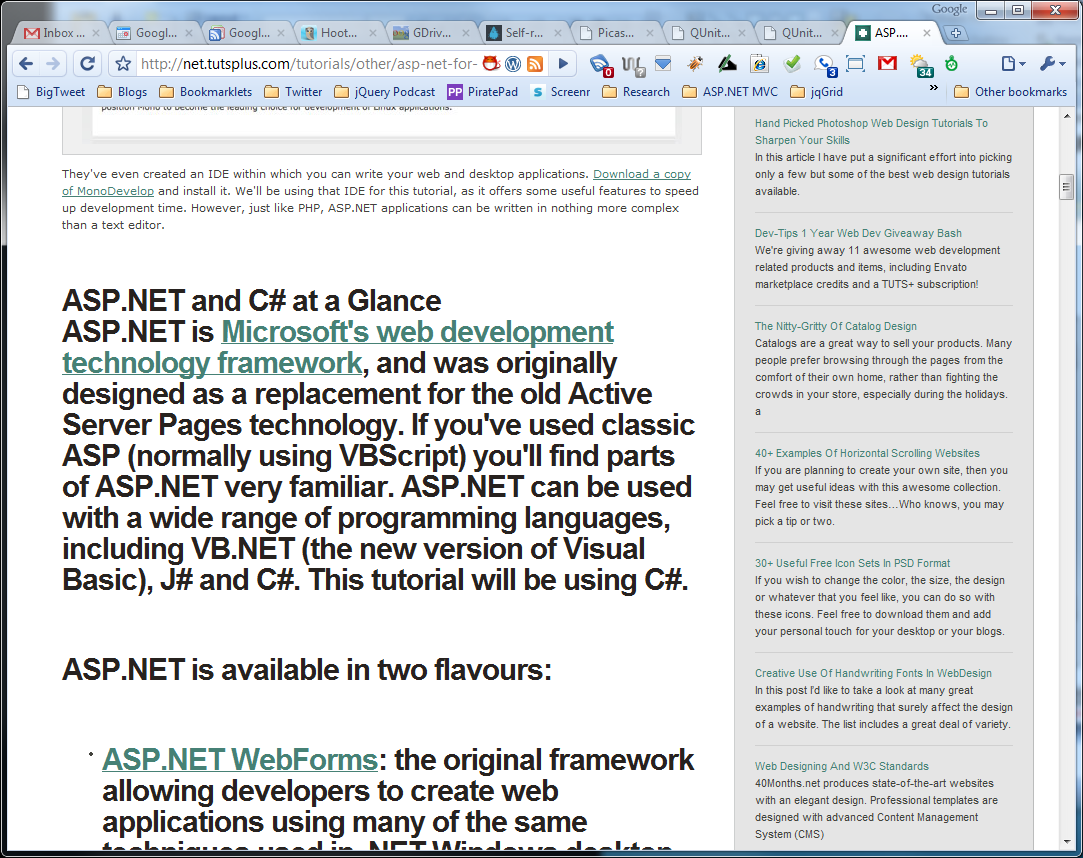 Google
Inbox ...
Googl...
Googl...
Hoot...
GDriv...
Self-r...
Picas...
QUnit...
QUnit...
ASP....
http://net.tutsplus.com/tutorials/other/asp-net-for-
0
?
3
34
BigTweet
Blogs
Bookmarklets
Twitter
jQuery Podcast
PP PiratePad
S Screenr
Research
ASP.NET MVC
jqGrid
»
Other bookmarks
position Mono to become the leading choice for development of Linux applications.
They've even created an IDE within which you can write your web and desktop applications. Download a copy
of MonoDevelop and install it. We'll be using that IDE for this tutorial, as it offers some useful features to speed
up development time. However, just like PHP, ASP.NET applications can be written in nothing more complex
than a text editor.
ASP.NET and C# at a Glance
ASP.NET is Microsoft's web development
technology framework, and was originally
designed as a replacement for the old Active
Server Pages technology. If you've used classic
ASP (normally using VBScript) you'll find parts
of ASP.NET very familiar. ASP.NET can be used
with a wide range of programming languages,
including VB.NET (the new version of Visual
Basic), J# and C#. This tutorial will be using C#.
ASP.NET is available in two flavours:
· ASP.NET WebForms: the original framework
allowing developers to create web
applications using many of the same
techniques used in .NET Windows desktop
Hand Picked Photoshop Web Design Tutorials To
Sharpen Your Skills
In this article I have put a significant effort into picking
only a few but some of the best web design tutorials
available.
Dev-Tips 1 Year Web Dev Giveaway Bash
We're giving away 11 awesome web development
related products and items, including Envato
marketplace credits and a TUTS+ subscription!
The Nitty-Gritty Of Catalog Design
Catalogs are a great way to sell your products. Many
people prefer browsing through the pages from the
comfort of their own home, rather than fighting the
crowds in your store, especially during the holidays.
a
40+ Examples Of Horizontal Scrolling Websites
If you are planning to create your own site, then you
may get useful ideas with this awesome collection.
Feel free to visit these sites...Who knows, you may
pick a tip or two.
30+ Useful Free Icon Sets In PSD Format
If you wish to change the color, the size, the design
or whatever that you feel like, you can do so with
these icons. Feel free to download them and add
your personal touch for your desktop or your blogs.
Creative Use Of Handwriting Fonts In WebDesign
In this post I'd like to take a look at many great
examples of handwriting that surely affect the design
of a website. The list includes a great deal of variety.
Web Designing And W3C Standards
40Months.net produces state-of-the-art websites
with an elegant design. Professional templates are
designed with advanced Content Management
System (CMS)